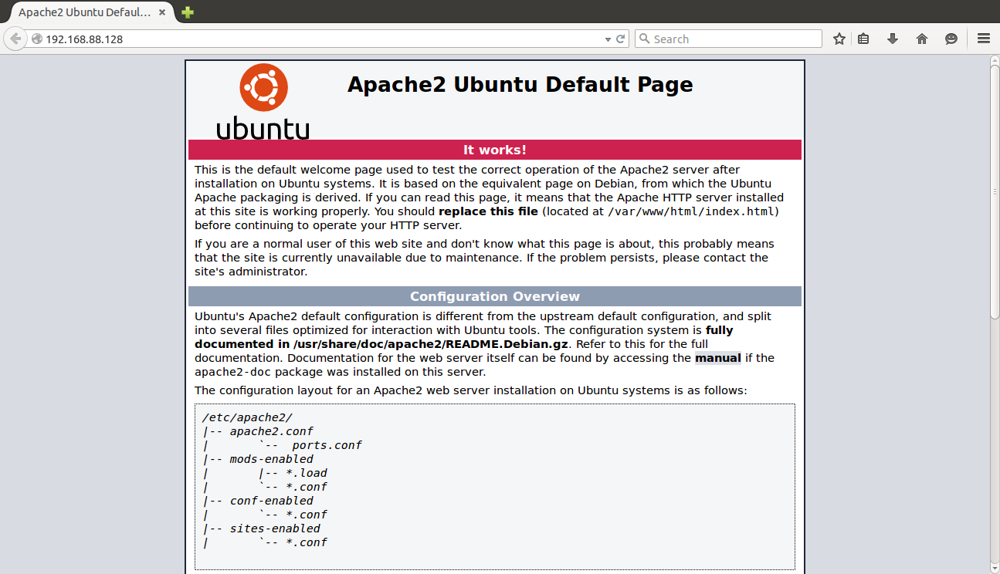 Apache2 Ubuntu Defaul...
192.168.88.128
Search
ubuntu
Apache2 Ubuntu Default Page
It works!
This is the default welcome page used to test the correct operation of the Apache2 server after
installation on Ubuntu systems. It is based on the equivalent page on Debian, from which the Ubuntu
Apache packaging is derived. If you can read this page, it means that the Apache HTTP server installed
at this site is working properly. You should replace this file (located at /var/www/html/index.html)
before continuing to operate your HTTP server.
If you are a normal user of this web site and don't know what this page is about, this probably means
that the site is currently unavailable due to maintenance. If the problem persists, please contact the
site's administrator.
Configuration Overview
Ubuntu's Apache2 default configuration is different from the upstream default configuration, and split
into several files optimized for interaction with Ubuntu tools. The configuration system is fully
documented in /usr/share/doc/apache2/README.Debian.gz. Refer to this for the full
documentation. Documentation for the web server itself can be found by accessing the manual if the
apache2-doc package was installed on this server.
The configuration layout for an Apache2 web server installation on Ubuntu systems is as follows:
/etc/apache2/
|-- apache2.conf
|       `--  ports.conf
|-- mods-enabled
|       |-- *.load
|       `-- *.conf
|-- conf-enabled
|       `-- *.conf
|-- sites-enabled
|       `-- *.conf